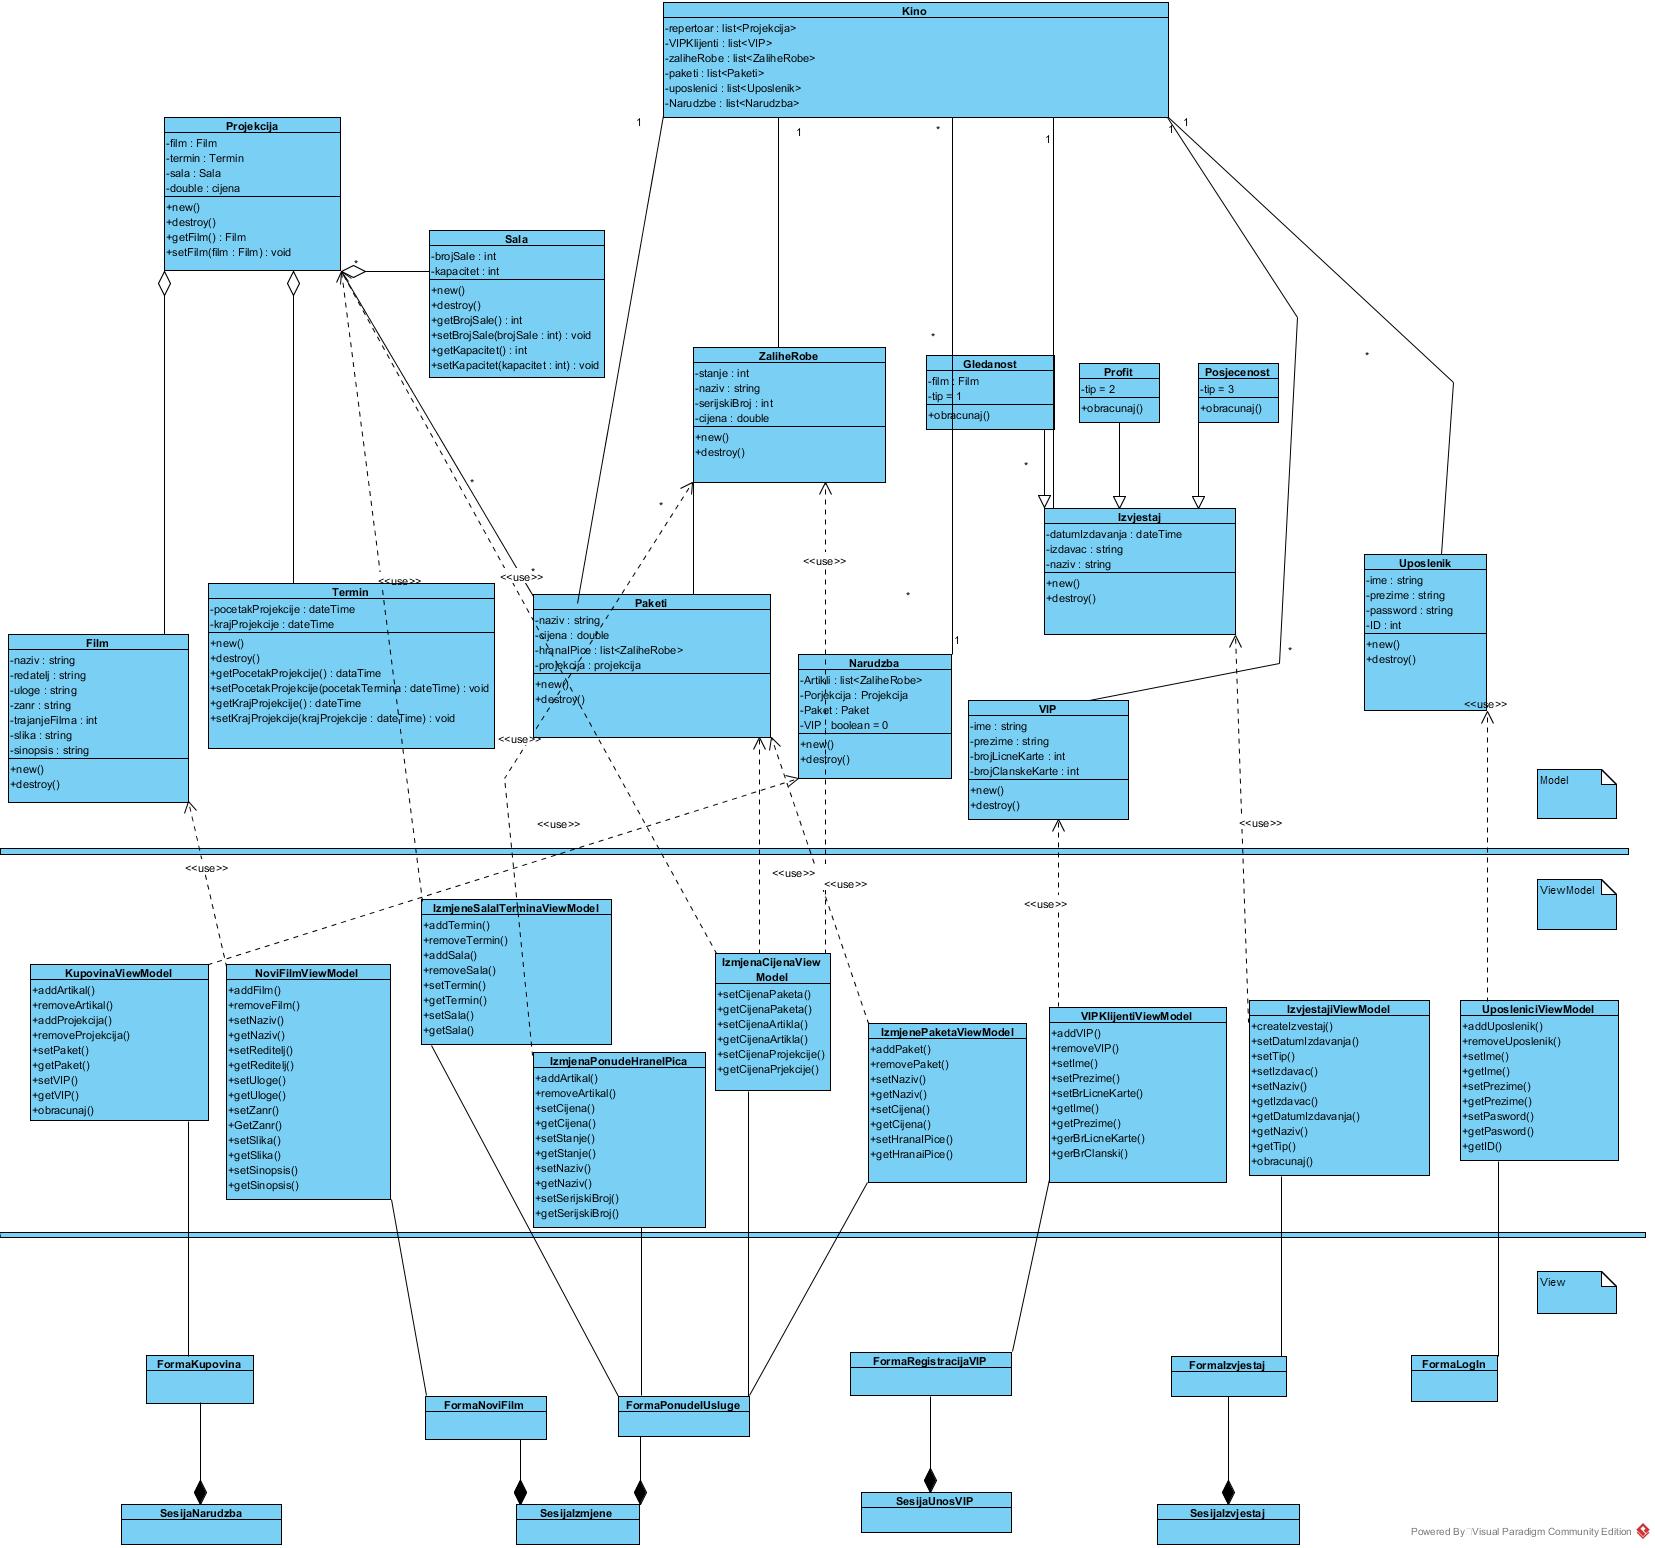 Kino
-repertoar : list<Projekcija>
-VIPKlijenti : list<VIP>
-zaliheRobe : list<ZaliheRobe>
-paketi : list<Paketi>
-uposlenici : list<Uposlenik>
-Narudzbe : list<Narudzba>
1
1
*
1
1
1
Projekcija
-film : Film
-termin : Termin
-sala : Sala
-double : cijena
+new()
+destroy()
+getFilm() : Film
+setFilm(film : Film) : void
*
Sala
-brojSale : int
-kapacitet : int
+new()
+destroy()
+getBrojSale() : int
+setBrojSale(brojSale : int) : void
+getKapacitet() : int
+setKapacitet(kapacitet : int) : void
*
*
ZaliheRobe
-stanje : int
-naziv : string
-serijskiBroj : int
-cijena : double
+new()
+destroy()
Gledanost
-film : Film
-tip = 1
+obracunaj()
Profit
-tip = 2
+obracunaj()
Posjecenost
-tip = 3
+obracunaj()
*
*
*
Izvjestaj
-datumIzdavanja : dateTime
-izdavac : string
-naziv : string
+new()
+destroy()
Uposlenik
-ime : string
-prezime : string
-password : string
-ID : int
+new()
+destroy()
<<use>>
<<use>>
*
<<use>>
Termin
-pocetakProjekcije : dateTime
-krajProjekcije : dateTime
+new()
+destroy()
+getPocetakProjekcije() : dataTime
+setPocetakProjekcije(pocetakTermina : dateTime) : void
+getKrajProjekcije() : dateTime
+setKrajProjekcije(krajProjekcije : dateTime) : void
Paketi
-naziv : string
-cijena : double
-hranaIPice : list<ZaliheRobe>
-projekcija : projekcija
+new()
+destroy()
*
1
*
Film
-naziv : string
-redatelj : string
-uloge : string
-zanr : string
-trajanjeFilma : int
-slika : string
-sinopsis : string
+new()
+destroy()
Narudzba
-Artikli : list<ZaliheRobe>
-Porjekcija : Projekcija
-Paket : Paket
-VIP : boolean = 0
+new()
+destroy()
VIP
-ime : string
-prezime : string
-brojLicneKarte : int
-brojClanskeKarte : int
+new()
+destroy()
<<use>>
<<use>>
Model
<<use>>
<<use>>
<<use>>
<<use>>
<<use>>
<<use>>
ViewModel
KupovinaViewModel
+addArtikal()
+removeArtikal()
+addProjekcija()
+removeProjekcija()
+setPaket()
+getPaket()
+setVIP()
+getVIP()
+obracunaj()
NoviFilmViewModel
+addFilm()
+removeFilm()
+setNaziv()
+getNaziv()
+setReditelj()
+getReditelj()
+setUloge()
+getUloge()
+setZanr()
+GetZanr()
+setSlika()
+getSlika()
+setSinopsis()
+getSinopsis()
IzmjeneSalaITerminaViewModel
+addTermin()
+removeTermin()
+addSala()
+removeSala()
+setTermin()
+getTermin()
+setSala()
+getSala()
IzmjenaPonudeHraneIPica
+addArtikal()
+removeArtikal()
+setCijena()
+getCijena()
+setStanje()
+getStanje()
+setNaziv()
+getNaziv()
+setSerijskiBroj()
+getSerijskiBroj()
IzmjenaCijenaView
Model
+setCijenaPaketa()
+getCijenaPaketa()
+setCijenaArtikla()
+getCijenaArtikla()
+setCijenaProjekcije()
+getCijenaPrjekcije()
IzmjenePaketaViewModel
+addPaket()
+removePaket()
+setNaziv()
+getNaziv()
+setCijena()
+getCijena()
+setHranaIPice()
+getHranaiPice()
VIPKlijentiViewModel
+addVIP()
+removeVIP()
+setIme()
+setPrezime()
+setBrLicneKarte()
+getIme()
+getPrezime()
+gerBrLicneKarte()
+gerBrClanski()
IzvjestajiViewModel
+createIzvestaj()
+setDatumIzdavanja()
+setTip()
+setIzdavac()
+setNaziv()
+getIzdavac()
+getDatumIzdavanja()
+getNaziv()
+getTip()
+obracunaj()
UposleniciViewModel
+addUposlenik()
+removeUposlenik()
+setIme()
+getIme()
+setPrezime()
+getPrezime()
+setPasword()
+getPasword()
+getID()
View
FormaKupovina
FormaNoviFilm
FormaPonudeIUsluge
FormaRegistracijaVIP
FormaIzvjestaj
FormaLogIn
SesijaNarudzba
SesijaIzmjene
SesijaUnosVIP
SesijaIzvjestaj
Powered By Visual Paradigm Community Edition